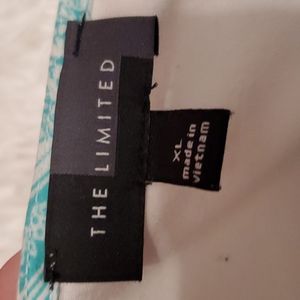 THE LIMITED
XL
made in
vietnam